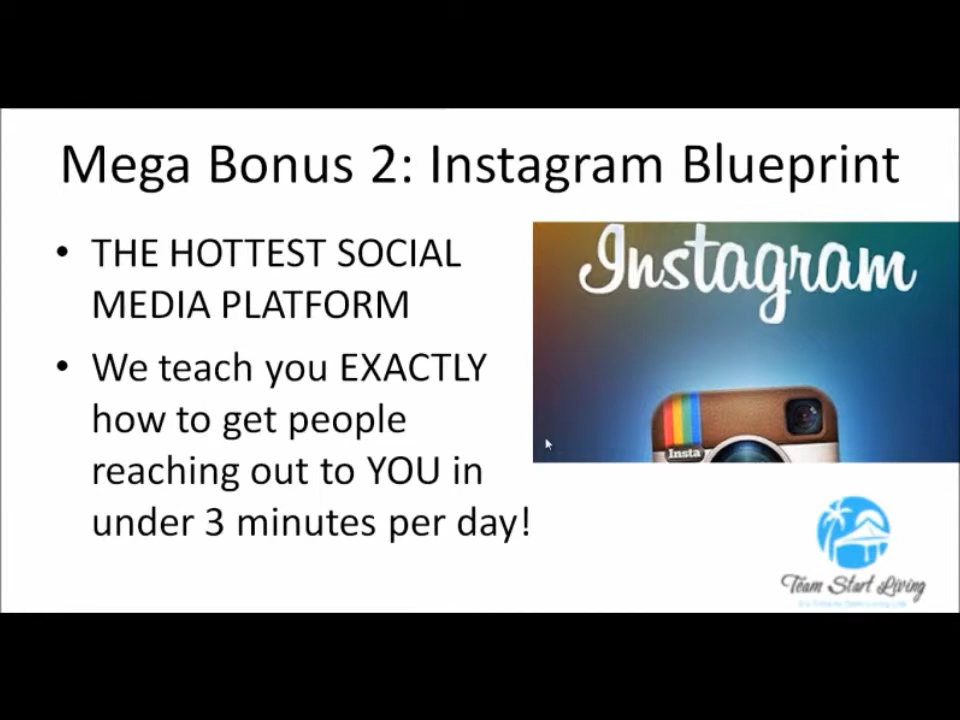 Mega Bonus 2: Instagram Blueprint
• THE HOTTEST SOCIAL
MEDIA PLATFORM
• We teach you EXACTLY
how to get people
reaching out to YOU in
under 3 minutes per day!
Instagram
Insta
Team Start Living